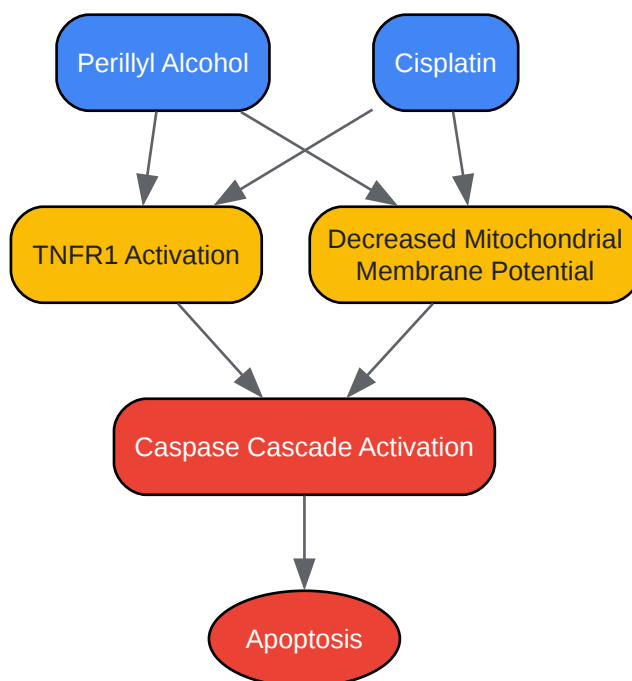 Perillyl Alcohol
Cisplatin
TNFR1 Activation
Decreased Mitochondrial
Membrane Potential
Caspase Cascade Activation
Apoptosis